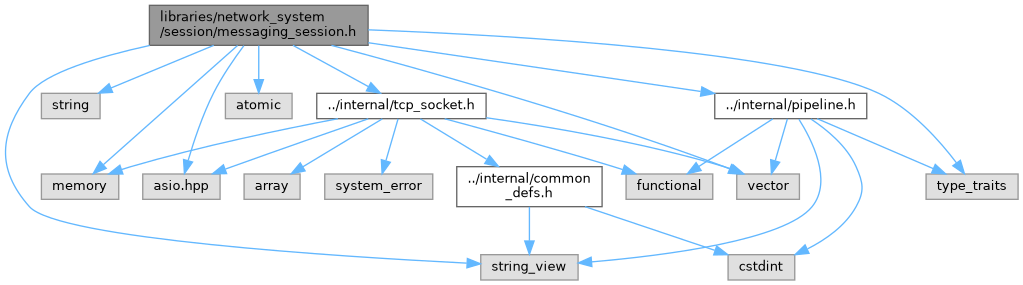 libraries/network_system
/session/messaging_session.h
string
atomic
../internal/tcp_socket.h
../internal/pipeline.h
memory
asio.hpp
array
system_error
../internal/common
_defs.h
functional
vector
type_traits
string_view
cstdint